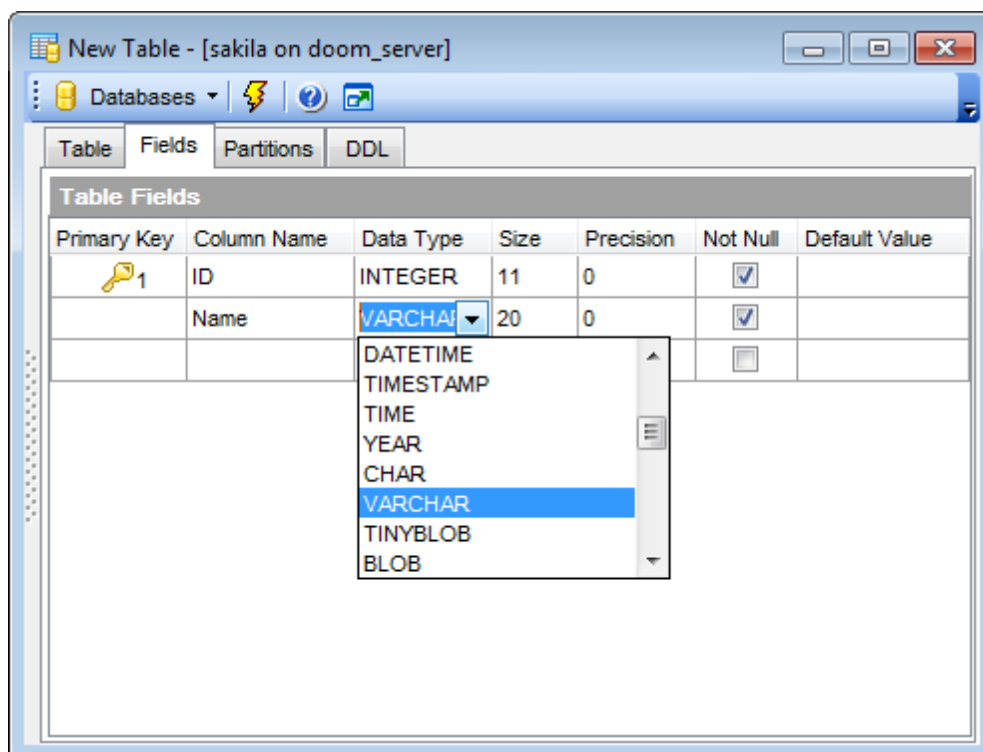 New Table - [sakila on doom_server]
Databases
Table Fields Partitions DDL
Table Fields
Primary Key Column Name Data Type Size Precision Not Null Default Value
1 ID INTEGER 11 0
Name VARCHAR 20 0
DATETIME
TIMESTAMP
TIME
YEAR
CHAR
VARCHAR
TINYBLOB
BLOB